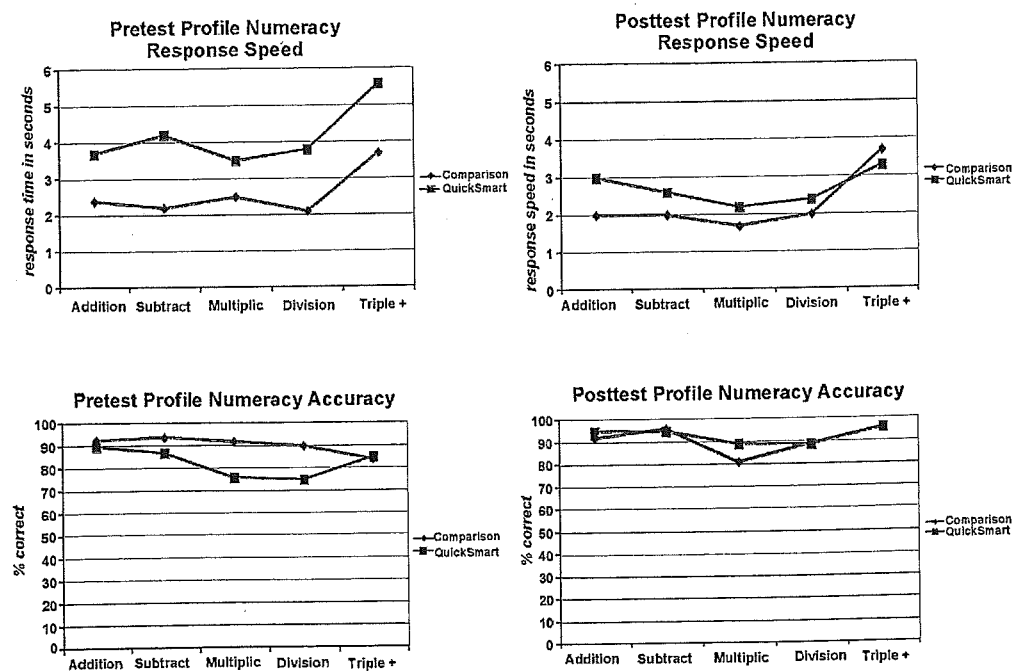 Pretest Profile Numeracy
Response Speed
response time in seconds
6
5
4
3
2
1
0
Addition Subtract Multiplic Division Triple +
Comparison
QuickSmart
Posttest Profile Numeracy
Response Speed
response speed in seconds
6
5
4
3
2
1
0
Addition Subtract Multiplic Division Triple +
Comparison
QuickSmart
Pretest Profile Numeracy Accuracy
% correct
100
90
80
70
60
50
40
30
20
10
0
Addition Subtract Multiplic Division Triple +
Comparison
QuickSmart
Posttest Profile Numeracy Accuracy
% correct
100
90
80
70
60
50
40
30
20
10
0
Addition Subtract Multiplic Division Triple +
Comparison
QuickSmart